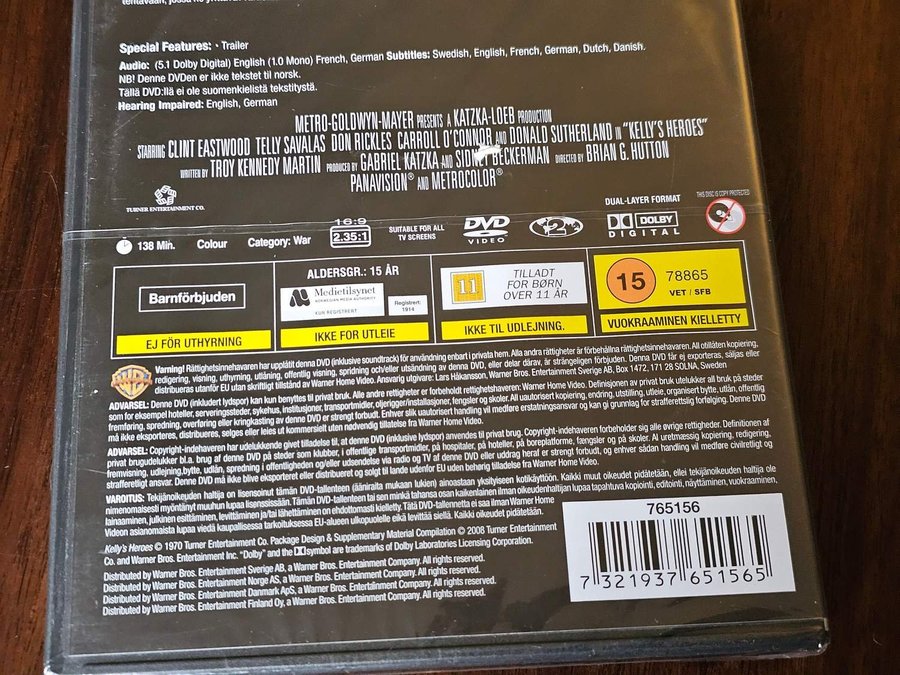 Special Features: • Trailer
Audio: (5.1 Dolby Digital) English (1.0 Mono) French, German Subtitles: Swedish, English, French, German, Dutch, Danish.
NB! Denne DVDen er ikke tekstet til norsk.
Tällä DVD:llä ei ole suomenkielistä tekstitystä.
Hearing Impaired: English, German
METRO-GOLDWYN-MAYER PRESENTS A KATZKA-LOEB PRODUCTION
STARRING CLINT EASTWOOD TELLY SAVALAS DON RICKLES CARROLL O'CONNOR AND DONALD SUTHERLAND IN "KELLY'S HEROES"
WRITTEN BY TROY KENNEDY MARTIN PRODUCED BY GABRIEL KATZKA AND SIDNEY BECKERMAN DIRECTED BY BRIAN G. HUTTON
PANAVISION® AND METROCOLOR®
TURNER ENTERTAINMENT CO.
138 Min. Colour Category: War
16:9
2.35:1
SUITABLE FOR ALL
TV SCREENS
DVD
VIDEO
2
DUAL-LAYER FORMAT
DOLBY
DIGITAL
THIS DISC IS COPY PROTECTED
Barnförbjuden
EJ FÖR UTHYRNING
ALDERSGR.: 15 ÅR
Medietilsynet
NORWEGIAN MEDIA AUTHORITY
KUN REGISTRERT
Registrert:
1914
IKKE FOR UTLEIE
11
TILLADT
FOR BØRN
OVER 11 ÅR
IKKE TIL UDLEJNING.
15 78865
VET / SFB
VUOKRAAMINEN KIELLETTY
WB
Varning! Rättighetsinnehavaren har upplåtit denna DVD (inklusive soundtrack) för användning enbart i privata hem. Alla andra rättigheter är förbehållna rättighetsinnehavaren. All otillåten kopiering,
redigering, visning, uthyrning, utlåning, offentlig visning, spridning och/eller utsändning av denna DVD, eller delar därav, är strängeligen förbjuden. Denna DVD får ej exporteras, säljas eller
distribueras utanför EU utan skriftligt tillstånd av Warner Home Video. Ansvarig utgivare: Lars Håkansson, Warner Bros. Entertainment Sverige AB, Box 1472, 171 28 SOLNA, Sweden
ADVARSEL: Denne DVD (inkludert lydspor) kan kun benyttes til privat bruk. Alle andre rettigheter er forbeholdt rettighetshaveren: Warner Home Video. Definisjonen av privat bruk utelukker all bruk på steder
som for eksempel hoteller, serveringssteder, sykehus, institusjoner, transportmidler, oljerigger/installasjoner, fengsler og skoler. All uautorisert kopiering, endring, utstilling, utleie, organisert bytte, utlån, offentlig
fremføring, spredning, overføring eller kringkasting av denne DVD er strengt forbudt. Enhver slik uautorisert handling vil medføre erstatningsansvar og kan gi grunnlag for strafferettslig forfølging. Denne DVD
må ikke eksporteres, distribueres, selges eller leies ut kommersielt uten nødvendig tillatelse fra Warner Home Video.
ADVARSEL: Copyright-indehaveren har udelukkende givet tilladelse til, at denne DVD (inklusive lydspor) anvendes til privat brug. Copyright-indehaveren forbeholder sig alle øvrige rettigheder. Definitionen af
privat brugudelukker bl.a. brug af denne DVD på steder som klubber, i offentlige transportmidler, på hospitaler, på hoteller, på boreplatforme, fængsler og på skoler. Al uretmæssig kopiering, redigering,
fremvisning, udlejning,bytte, udlån, spredning i offentligheden og/eller udsendelse via radio og TV af denne DVD eller uddrag heraf er strengt forbudt, og enhver sådan handling vil medføre civilretligt og
strafferetligt ansvar. Denne DVD må ikke blive eksporteret eller distribueret og solgt til lande udenfor EU uden behørig tilladelse fra Warner Home Video.
VAROITUS: Tekijänoikeuden haltija on lisensoinut tämän DVD-tallenteen (ääniraita mukaan lukien) ainoastaan yksityiseen kotikäyttöön. Kaikki muut oikeudet pidätetään, ellei tekijänoikeuden haltija ole
nimenomaisesti myöntänyt muuhun lupaa lisensissään. Tämän DVD-tallenteen tai sen minkä tahansa osan kaikenlainen ilman oikeudenhaltijan lupaa tapahtuva kopiointi, editointi, näyttäminen, vuokraaminen,
lainaaminen, julkinen esittäminen, levittäminen ja/tai lähettäminen on ehdottomasti kielletty. Tätä DVD-tallennetta ei saa ilman Warner Home
Videon asianomaista lupaa viedä kaupallisessa tarkoituksessa EU-alueen ulkopuolelle eikä levittää siellä. Kaikki oikeudet pidätetään.
Kelly's Heroes © 1970 Turner Entertainment Co. Package Design & Supplementary Material Compilation © 2008 Turner Entertainment
Co. and Warner Bros. Entertainment Inc. "Dolby" and the symbol are trademarks of Dolby Laboratories Licensing Corporation.
Distributed by Warner Bros. Entertainment Sverige AB, a Warner Bros. Entertainment Company. All rights reserved.
Distributed by Warner Bros. Entertainment Norge AS, a Warner Bros. Entertainment Company. All rights reserved.
Distributed by Warner Bros. Entertainment Danmark ApS, a Warner Bros. Entertainment Company. All rights reserved.
Distributed by Warner Bros. Entertainment Finland Oy, a Warner Bros. Entertainment Company. All rights reserved.
765156
7 321937 651565